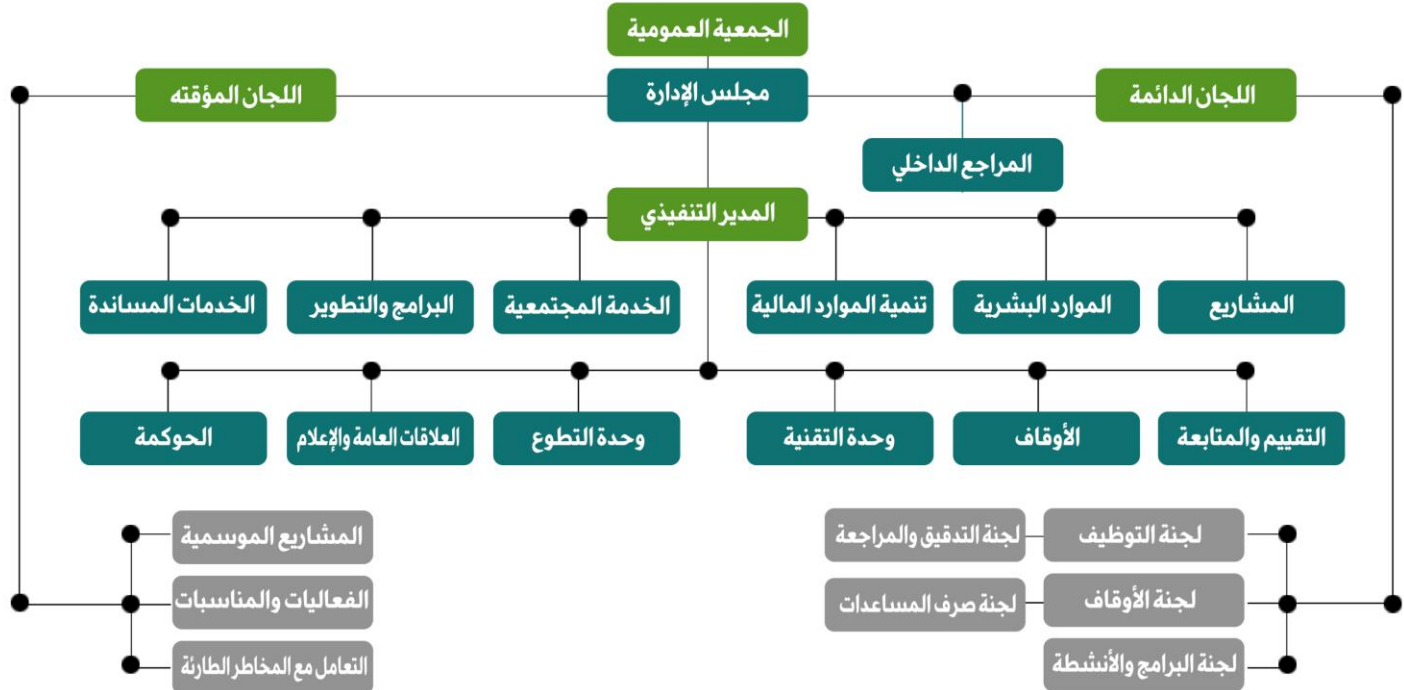 الجمعية العمومية
اللجان الدائمة
مجلس الإدارة
اللجان المؤقته
المراجع الداخلي
المدير التنفيذي
المشاريع
الموارد البشرية
تنمية الموارد المالية
الخدمة المجتمعية
البرامج والتطوير
الخدمات المساندة
التقييم والمتابعة
الأوقاف
وحدة التقنية
وحدة التطوع
العلاقات العامة والإعلام
الحوكمة
لجنة التوظيف
لجنة التدقيق والمراجعة
المشاريع الموسمية
لجنة الأوقاف
لجنة صرف المساعدات
الفعاليات والمناسبات
لجنة البرامج والأنشطة
التعامل مع المخاطر الطارئة